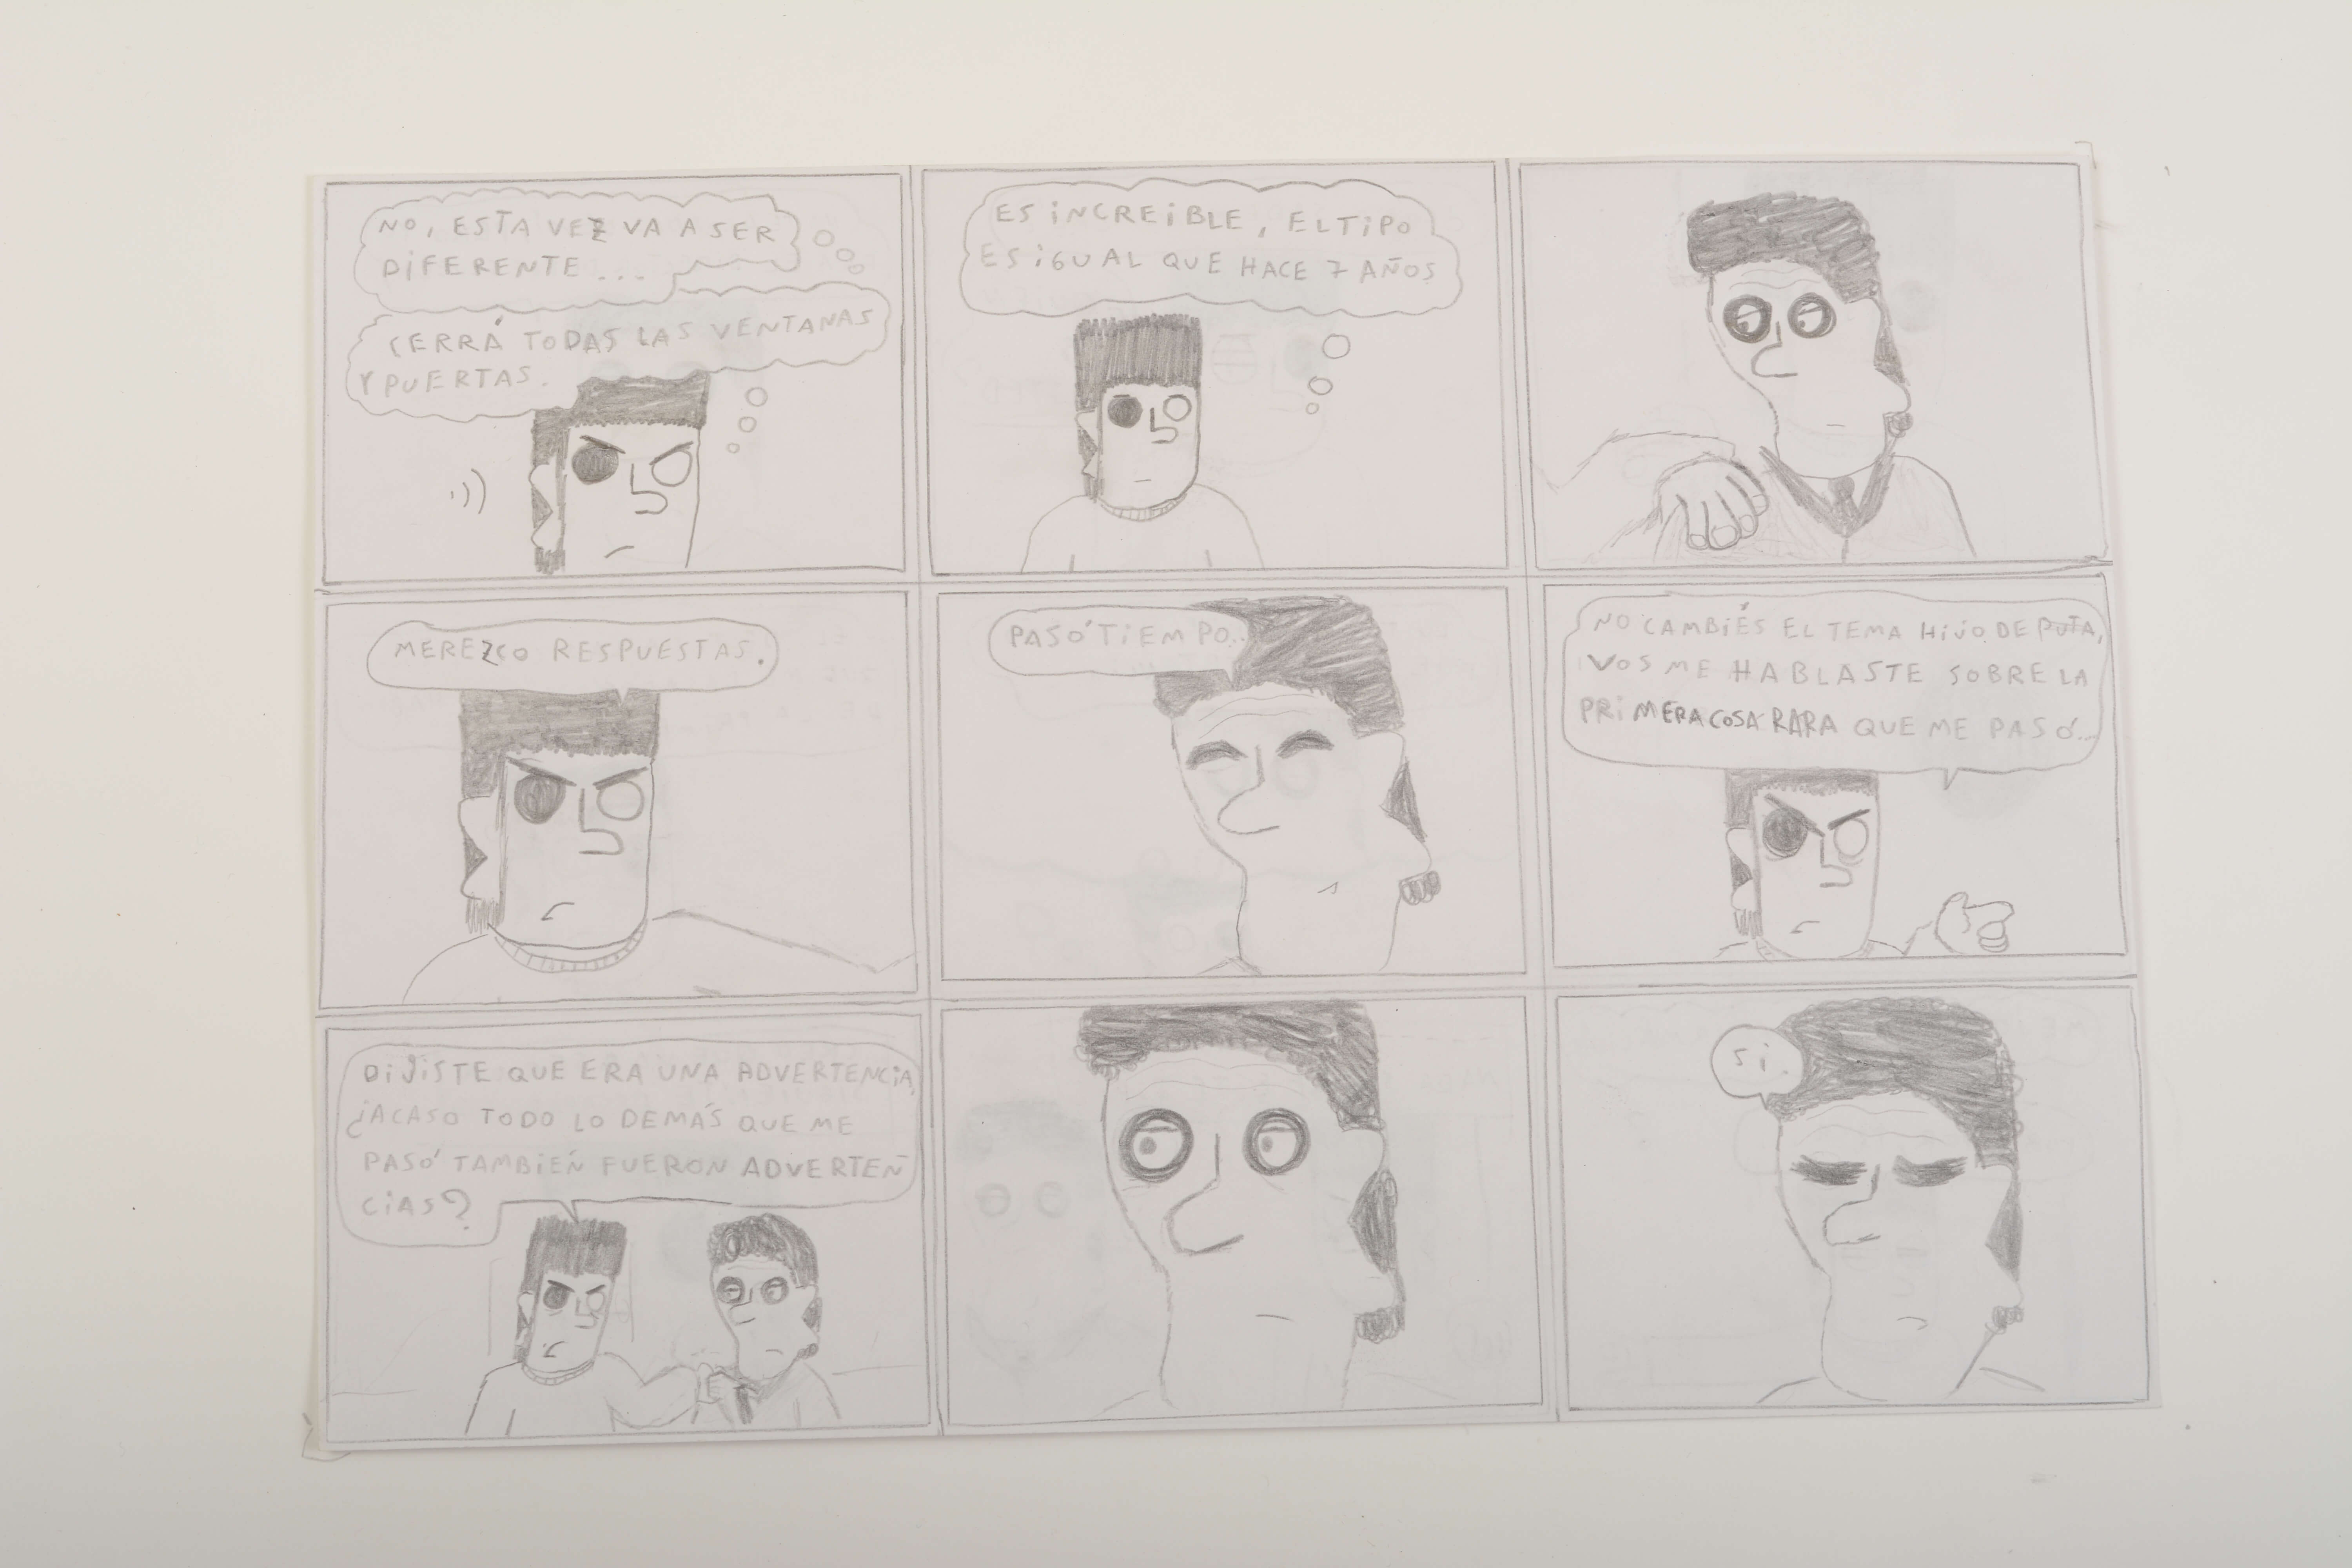 NO, ESTA VEZ VA A SER
DIFERENTE...
CERRÁ TODAS LAS VENTANAS
Y PUERTAS.
ES INCREIBLE, EL TIPO
ES IGUAL QUE HACE 7 AÑOS
MEREZCO RESPUESTAS.
PASÓ TIEMPO..
NO CAMBIÉS EL TEMA HIJO DE PUTA,
VOS ME HABLASTE SOBRE LA
PRIMERA COSA RARA QUE ME PASÓ...
DIJISTE QUE ERA UNA ADVERTENCIA,
¿ACASO TODO LO DEMÁS QUE ME
PASÓ TAMBIÉN FUERON ADVERTEN
CIAS?
SI.